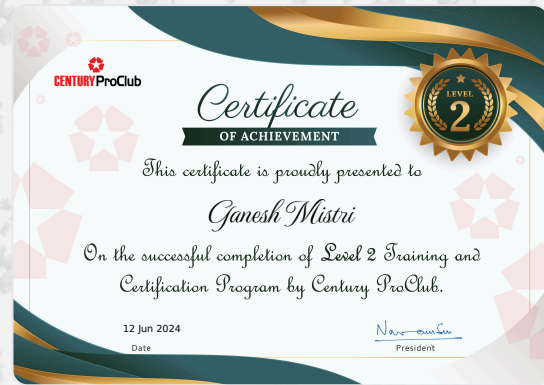 CENTURY ProClub
LEVEL
2
Certificate
OF ACHIEVEMENT
This certificate is proudly presented to
Ganesh Mistri
On the successful completion of Level 2 Training and
Certification Program by Century ProClub.
12 Jun 2024
Date
President